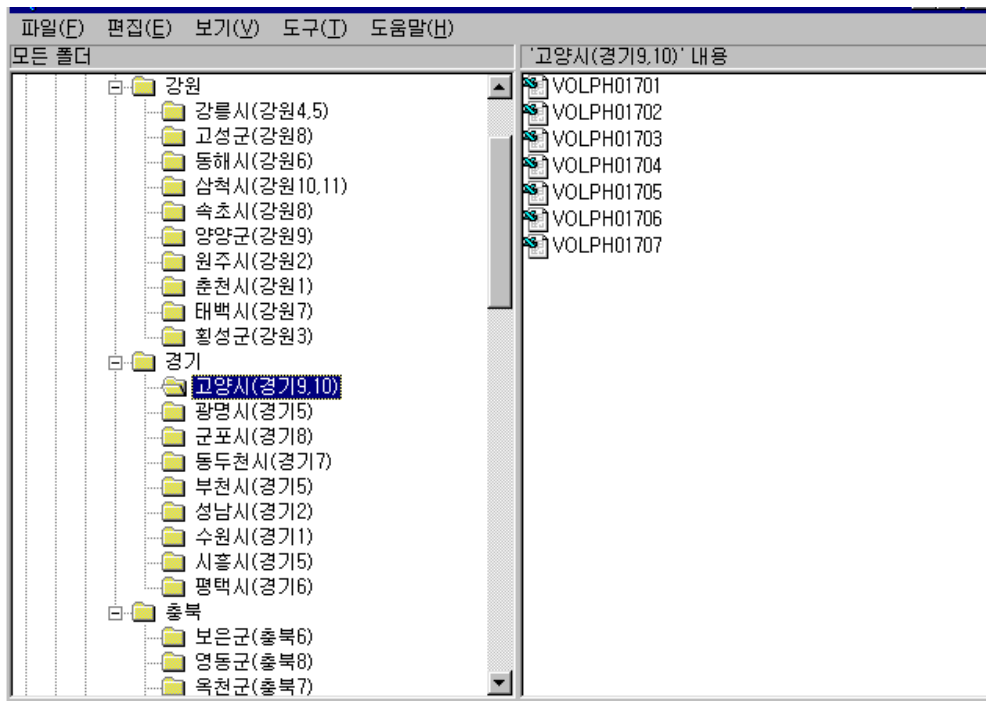 파일(F) 편집(E) 보기(V) 도구(T) 도움말(H)
모든 폴더
강원
강릉시(강원4,5)
고성군(강원8)
동해시(강원6)
삼척시(강원10,11)
속초시(강원8)
양양군(강원9)
원주시(강원2)
춘천시(강원1)
태백시(강원7)
횡성군(강원3)
경기
고양시(경기9,10)
광명시(경기5)
군포시(경기8)
동두천시(경기7)
부천시(경기5)
성남시(경기2)
수원시(경기1)
시흥시(경기5)
평택시(경기6)
충북
보은군(충북6)
영동군(충북8)
옥천군(충북7)
'고양시(경기9,10)' 내용
VOLPH01701
VOLPH01702
VOLPH01703
VOLPH01704
VOLPH01705
VOLPH01706
VOLPH01707